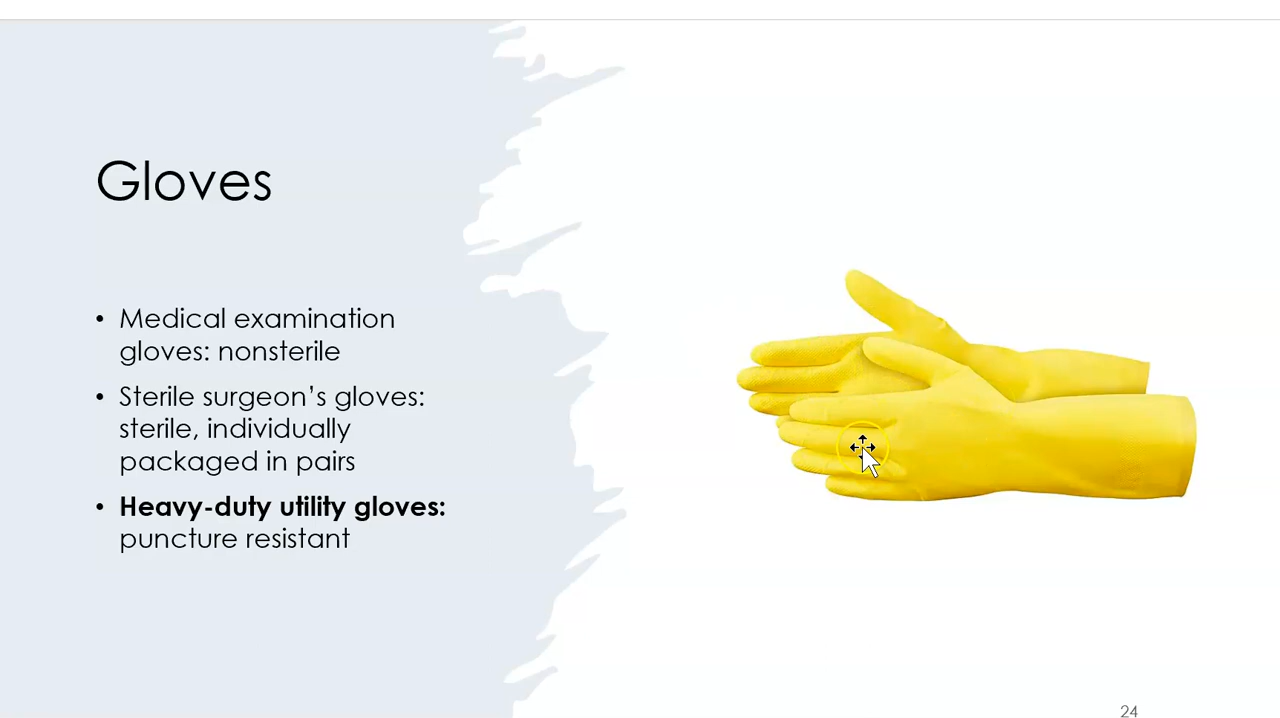 Gloves
• Medical examination
gloves: nonsterile
• Sterile surgeon’s gloves:
sterile, individually
packaged in pairs
• Heavy-duty utility gloves:
puncture resistant
24